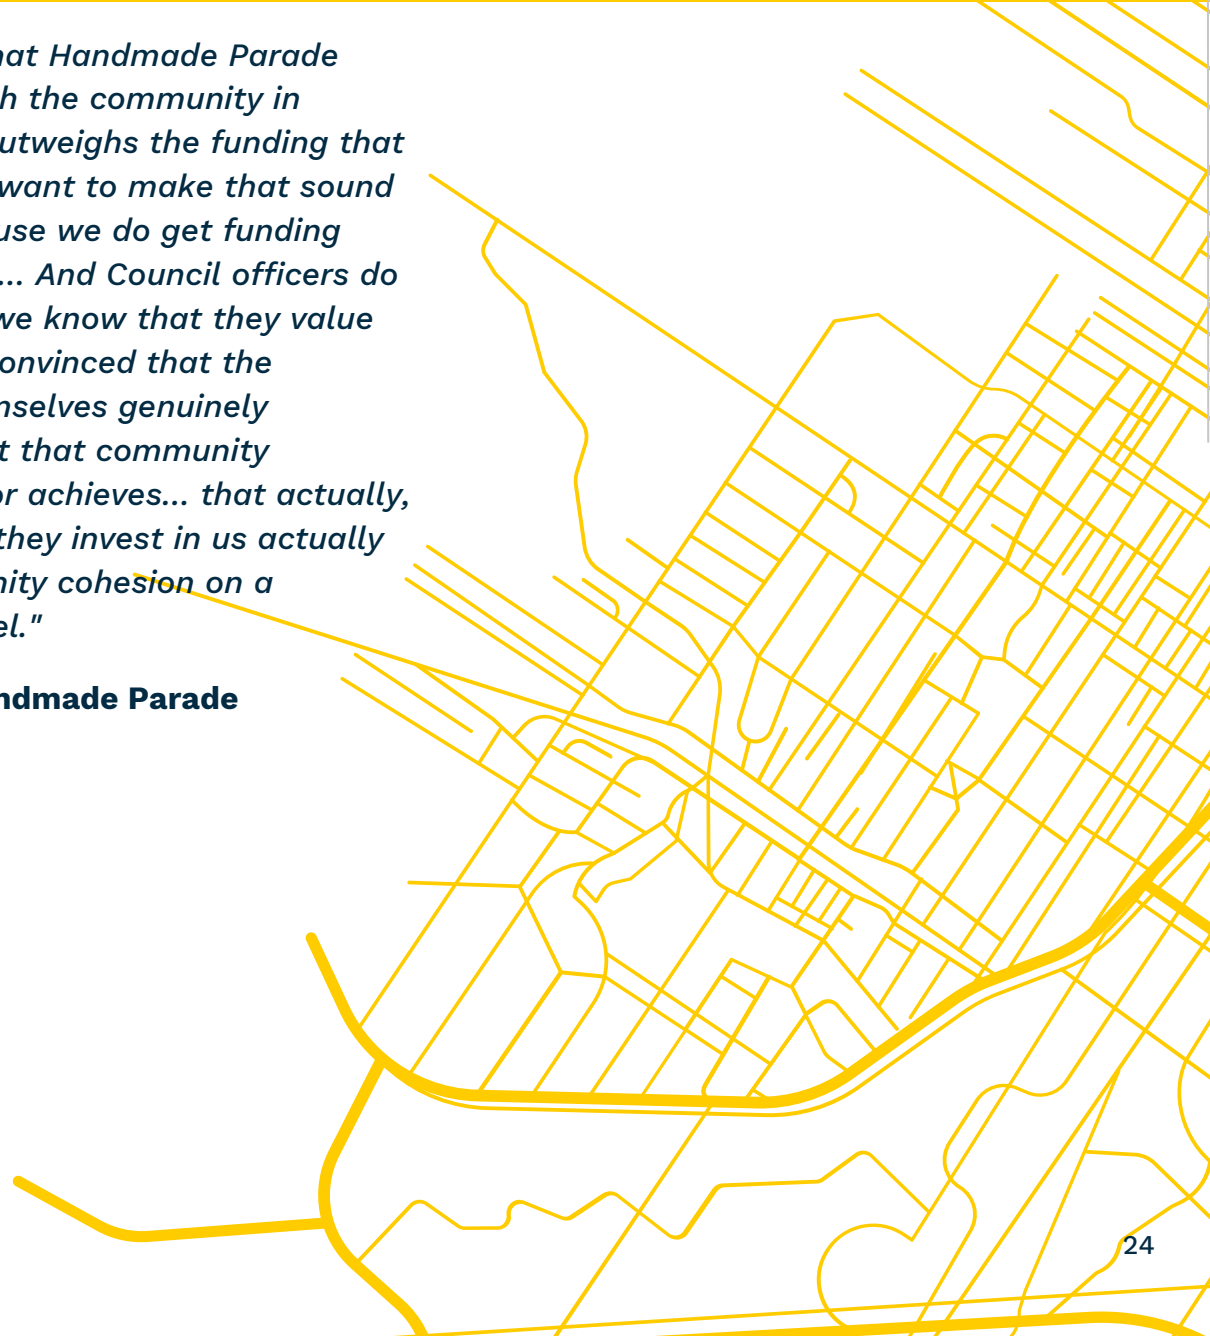 hat Handmade Parade
h the community in
utweighs the funding that
want to make that sound
use we do get funding
... And Council officers do
we know that they value
onvinced that the
nselves genuinely
t that community
or achieves... that actually,
they invest in us actually
nity cohesion on a
el."
ndmade Parade
24